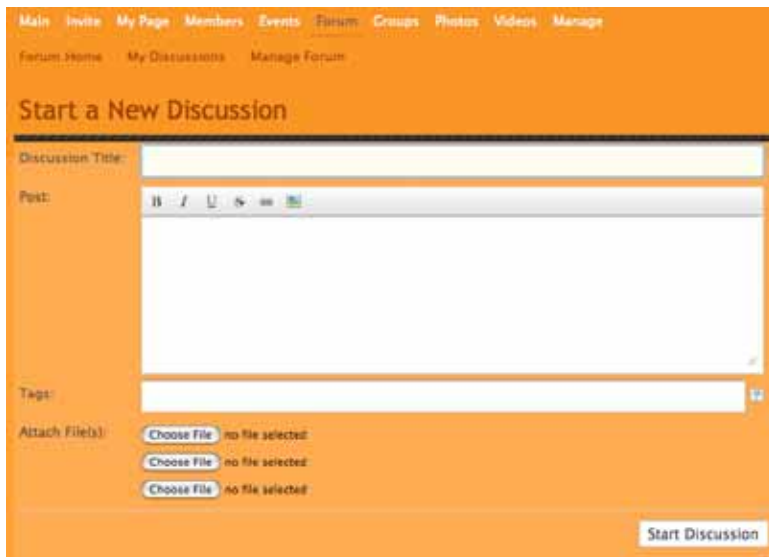 Main Invite My Page Members Events Forum Groups Photos Videos Manage
Forum Home My Discussions Manage Forum
Start a New Discussion
Discussion Title:
Post:
B I U S
Tags:
?
Attach File(s):
Choose File no file selected
Choose File no file selected
Choose File no file selected
Start Discussion